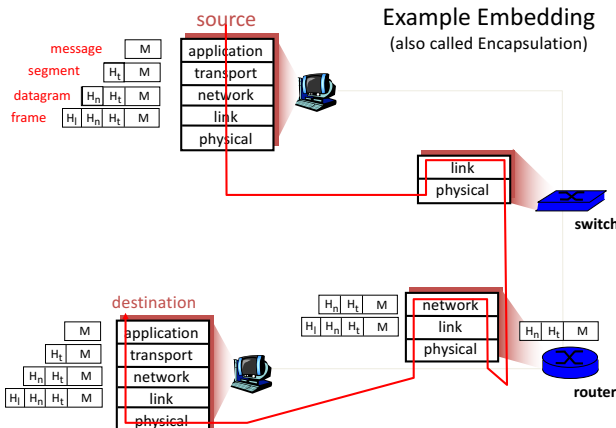 source
Example Embedding
(also called Encapsulation)
message M application
segment Ht M transport
datagram Hn Ht M network
frame Hl Hn Ht M link
physical
link
physical
switch
destination
Hn Ht M network
Hl Hn Ht M link
physical
Hn Ht M
router
M application
Ht M transport
Hn Ht M network
Hl Hn Ht M link
physical